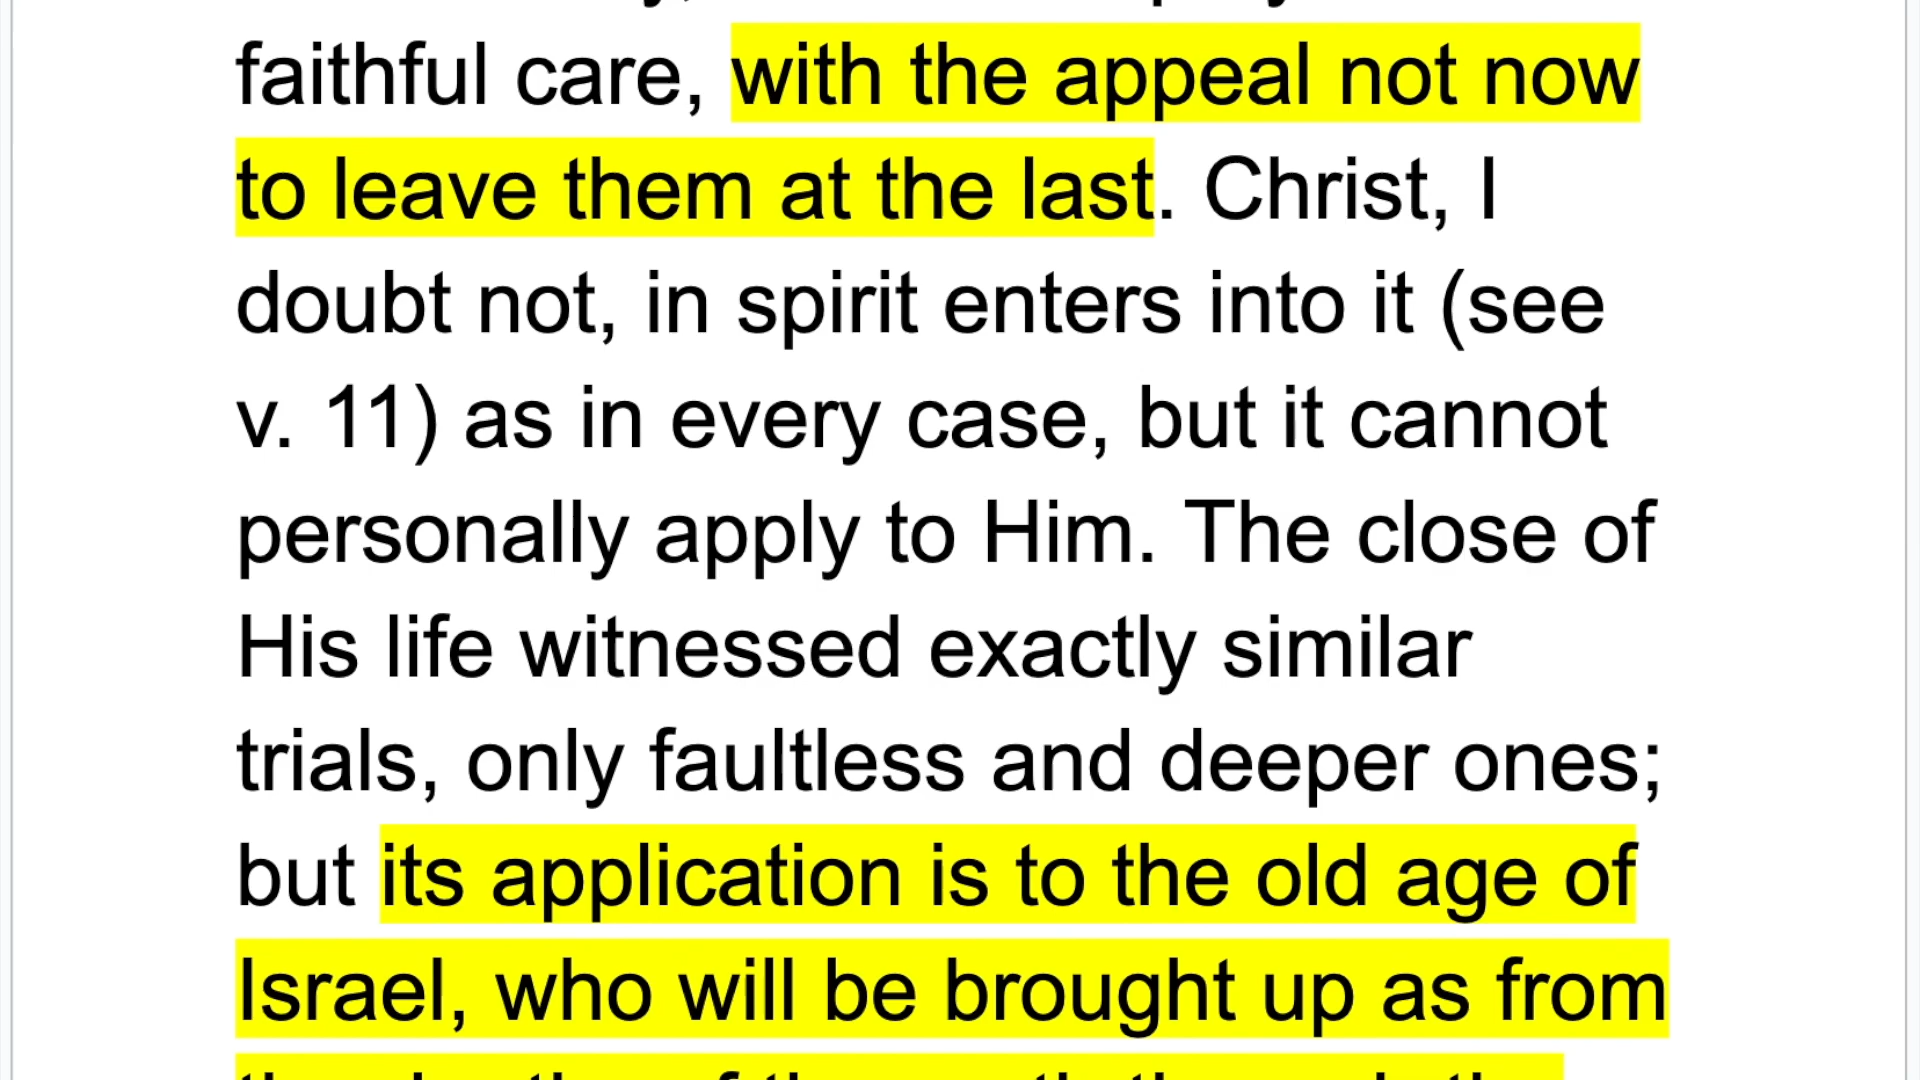 faithful care, with the appeal not now
to leave them at the last. Christ, I
doubt not, in spirit enters into it (see
v. 11) as in every case, but it cannot
personally apply to Him. The close of
His life witnessed exactly similar
trials, only faultless and deeper ones;
but its application is to the old age of
Israel, who will be brought up as from